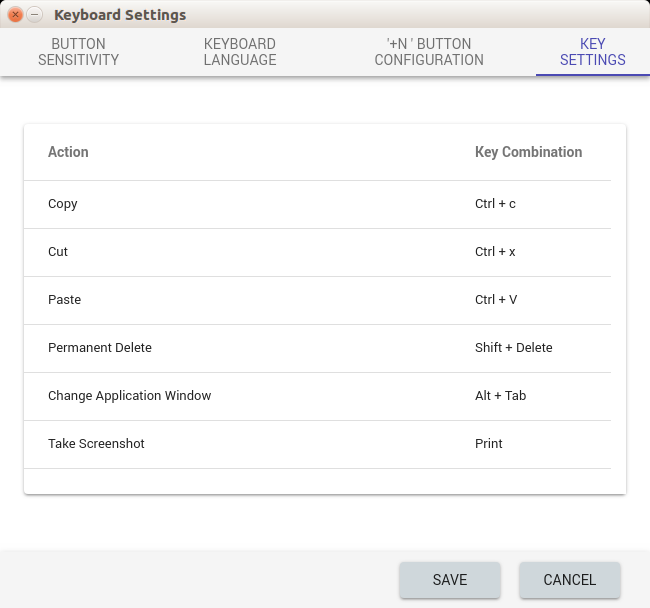 Keyboard Settings
BUTTON
SENSITIVITY
KEYBOARD
LANGUAGE
'+N ' BUTTON
CONFIGURATION
KEY
SETTINGS
Action Key Combination
Copy Ctrl + c
Cut Ctrl + x
Paste Ctrl + V
Permanent Delete Shift + Delete
Change Application Window Alt + Tab
Take Screenshot Print
SAVE CANCEL